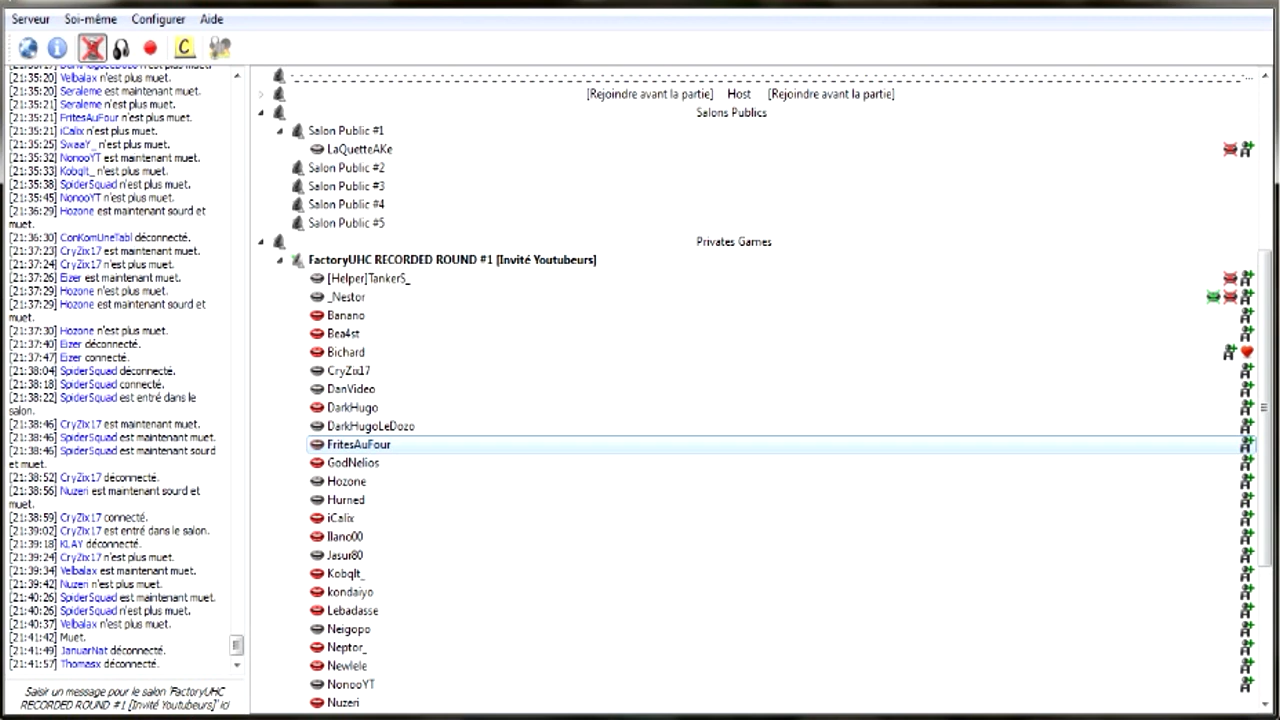 Serveur Soi-même Configurer Aide
[21:35:20] Velbalax n'est plus muet.
[21:35:20] Seraleme est maintenant muet.
[21:35:21] Seraleme n'est plus muet.
[21:35:21] FritesAuFour n'est plus muet.
[21:35:21] iCalix n'est plus muet.
[21:35:25] SwaaY_ n'est plus muet.
[21:35:32] NonooYT est maintenant muet.
[21:35:33] KobqIt_ n'est plus muet.
[21:35:38] SpiderSquad n'est plus muet.
[21:35:45] NonooYT n'est plus muet.
[21:36:29] Hozone est maintenant sourd et
muet.
[21:36:30] ConKomUneTabl déconnecté.
[21:37:23] CryZix17 est maintenant muet.
[21:37:24] CryZix17 n'est plus muet.
[21:37:26] Eizer est maintenant muet.
[21:37:29] Hozone n'est plus muet.
[21:37:29] Hozone est maintenant sourd et
muet.
[21:37:30] Hozone n'est plus muet.
[21:37:40] Eizer déconnecté.
[21:37:47] Eizer connecté.
[21:38:04] SpiderSquad déconnecté.
[21:38:18] SpiderSquad connecté.
[21:38:22] SpiderSquad est entré dans le
salon.
[21:38:46] CryZix17 est maintenant muet.
[21:38:46] SpiderSquad est maintenant muet.
[21:38:46] SpiderSquad est maintenant sourd
et muet.
[21:38:52] CryZix17 déconnecté.
[21:38:56] Nuzeri est maintenant sourd et
muet.
[21:38:59] CryZix17 connecté.
[21:39:02] CryZix17 est entré dans le salon.
[21:39:18] KLAY déconnecté.
[21:39:24] CryZix17 n'est plus muet.
[21:39:34] Velbalax est maintenant muet.
[21:39:42] Nuzeri n'est plus muet.
[21:40:26] SpiderSquad est maintenant muet.
[21:40:26] SpiderSquad n'est plus muet.
[21:40:37] Velbalax n'est plus muet.
[21:41:42] Muet.
[21:41:49] JanuarNat déconnecté.
[21:41:57] Thomasx déconnecté.
Saisir un message pour le salon 'FactoryUHC
RECORDED ROUND #1 [Invité Youtubeurs]' ici
[Rejoindre avant la partie] Host [Rejoindre avant la partie]
Salons Publics
Salon Public #1
LaQuetteAKe
Salon Public #2
Salon Public #3
Salon Public #4
Salon Public #5
Privates Games
FactoryUHC RECORDED ROUND #1 [Invité Youtubeurs]
[Helper]TankerS_
_Nestor
Banano
Bea4st
Bichard
CryZix17
DanVideo
DarkHugo
DarkHugoLeDozo
FritesAuFour
GodNelios
Hozone
Hurned
iCalix
Ilano00
Jasur80
KobqIt_
kondaiyo
Lebadasse
Neigopo
Neptor_
Newlele
NonooYT
Nuzeri